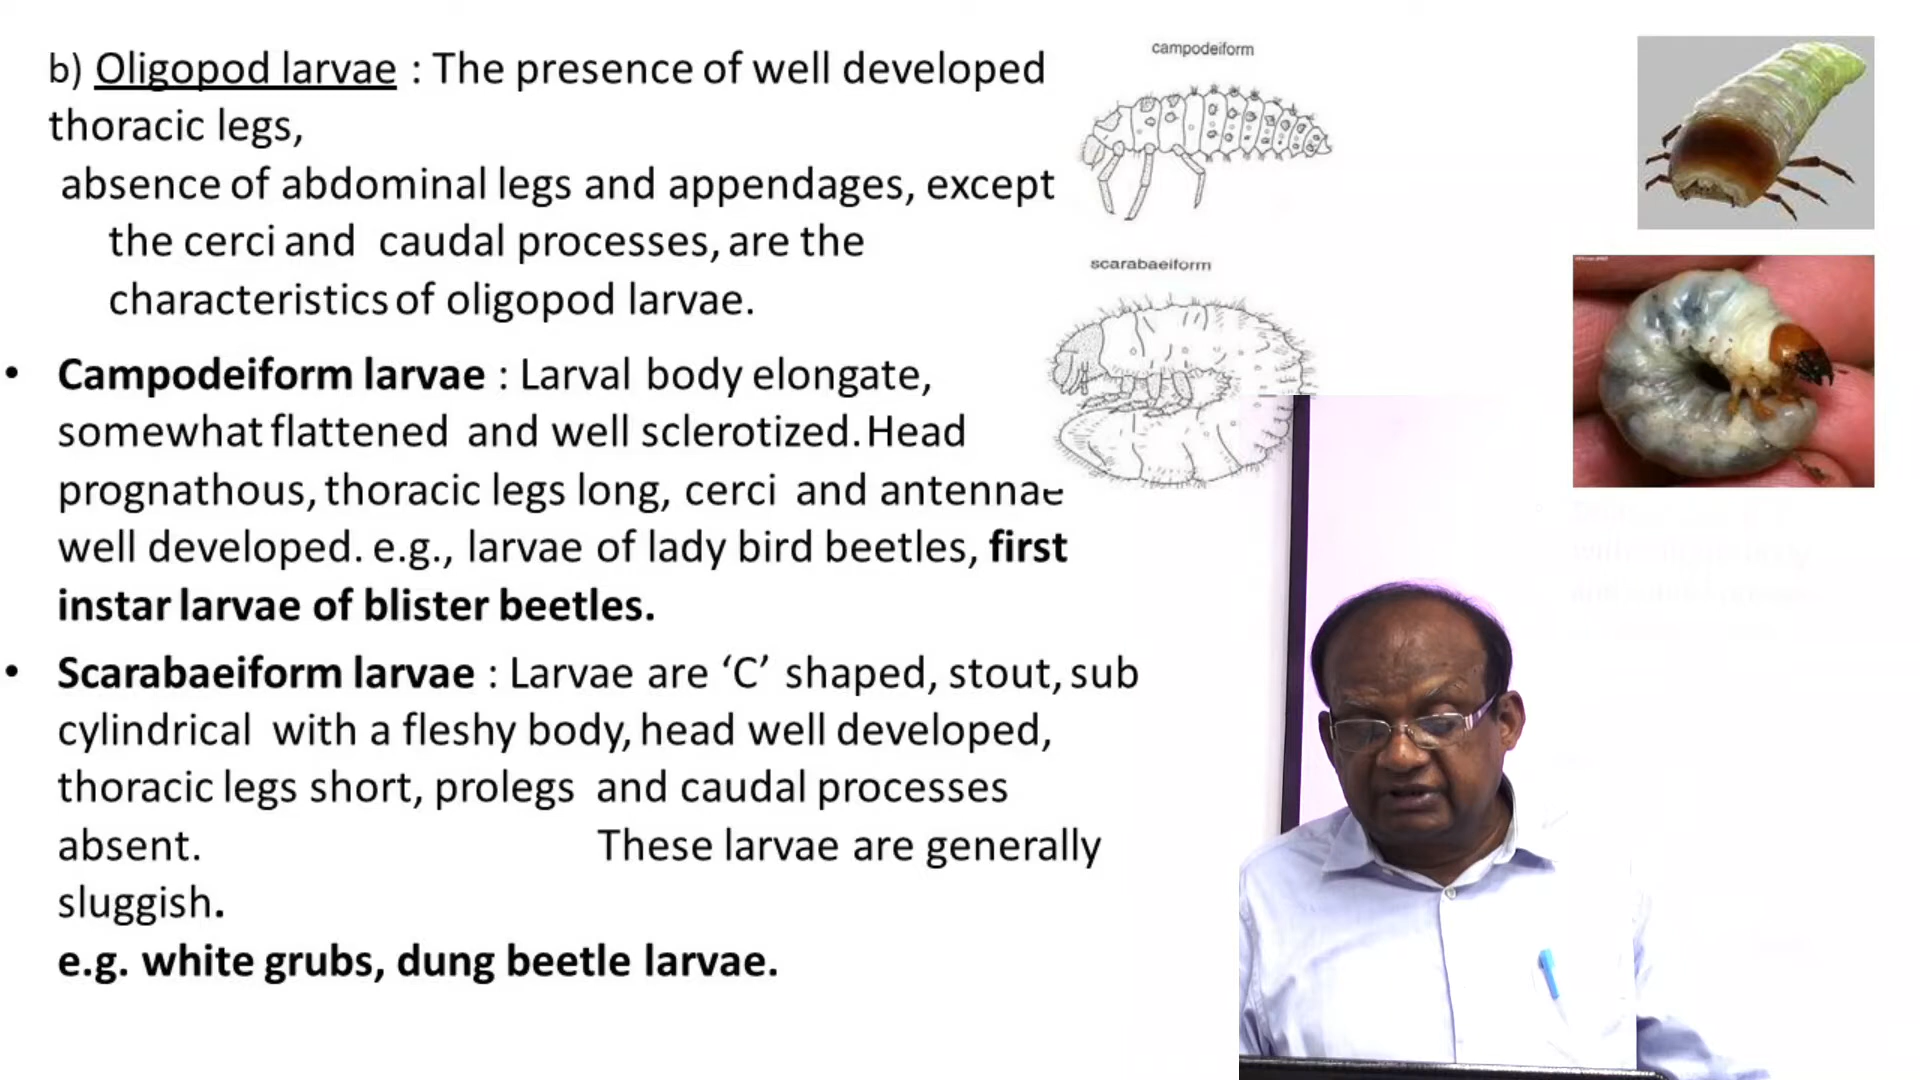 b) Oligopod larvae : The presence of well developed
thoracic legs,
absence of abdominal legs and appendages, except
the cerci and caudal processes, are the
characteristics of oligopod larvae.
• Campodeiform larvae : Larval body elongate,
somewhat flattened and well sclerotized. Head
prognathous, thoracic legs long, cerci and antennae
well developed. e.g., larvae of lady bird beetles, first
instar larvae of blister beetles.
• Scarabaeiform larvae : Larvae are ‘C’ shaped, stout, sub
cylindrical with a fleshy body, head well developed,
thoracic legs short, prolegs and caudal processes
absent. These larvae are generally
sluggish.
e.g. white grubs, dung beetle larvae.
campodeiform
scarabaeiform